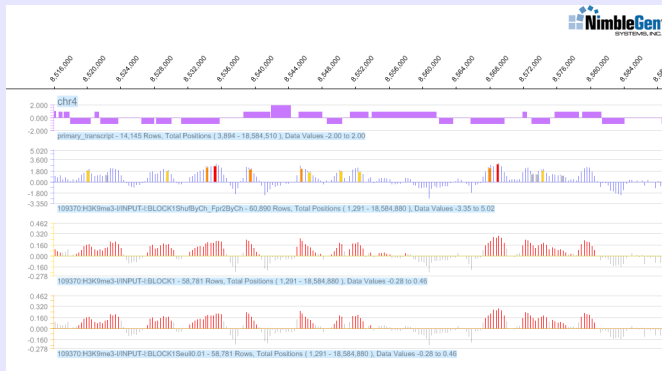 NimbleGen
SYSTEMS, INC.
8,516,000 8,520,000 8,524,000 8,528,000 8,532,000 8,536,000 8,540,000 8,544,000 8,548,000 8,552,000 8,556,000 8,560,000 8,564,000 8,568,000 8,572,000 8,576,000 8,580,000 8,584,000 8,588,000
chr4
2.000
0.000
-2.000
primary_transcript - 14,145 Rows, Total Positions ( 3,894 - 18,584,510 ), Data Values -2.00 to 2.00
5.020
3.600
1.800
0.000
-1.800
-3.350
109370:H3K9me3-I/INPUT-I:BLOCK1ShufByCh_Fpr2ByCh - 60,890 Rows, Total Positions ( 1,291 - 18,584,880 ), Data Values -3.35 to 5.02
0.462
0.320
0.160
0.000
-0.160
-0.278
109370:H3K9me3-I/INPUT-I:BLOCK1 - 58,781 Rows, Total Positions ( 1,291 - 18,584,880 ), Data Values -0.28 to 0.46
0.462
0.320
0.160
0.000
-0.160
-0.278
109370:H3K9me3-I/INPUT-I:BLOCK1Seuil0.01 - 58,781 Rows, Total Positions ( 1,291 - 18,584,880 ), Data Values -0.28 to 0.46